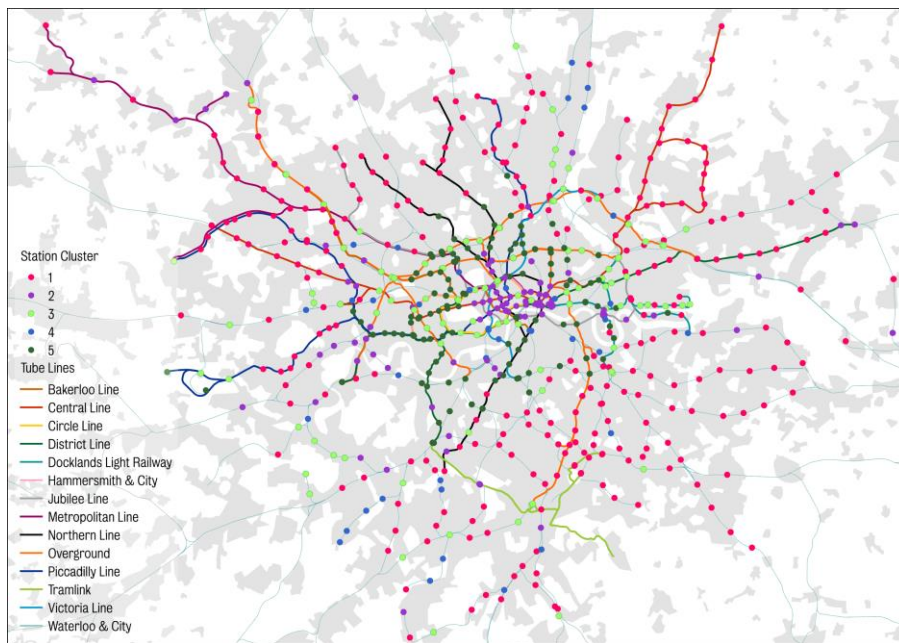 Station Cluster
1
2
3
4
5
Tube Lines
Bakerloo Line
Central Line
Circle Line
District Line
Docklands Light Railway
Hammersmith & City
Jubilee Line
Metropolitan Line
Northern Line
Overground
Piccadilly Line
Tramlink
Victoria Line
Waterloo & City